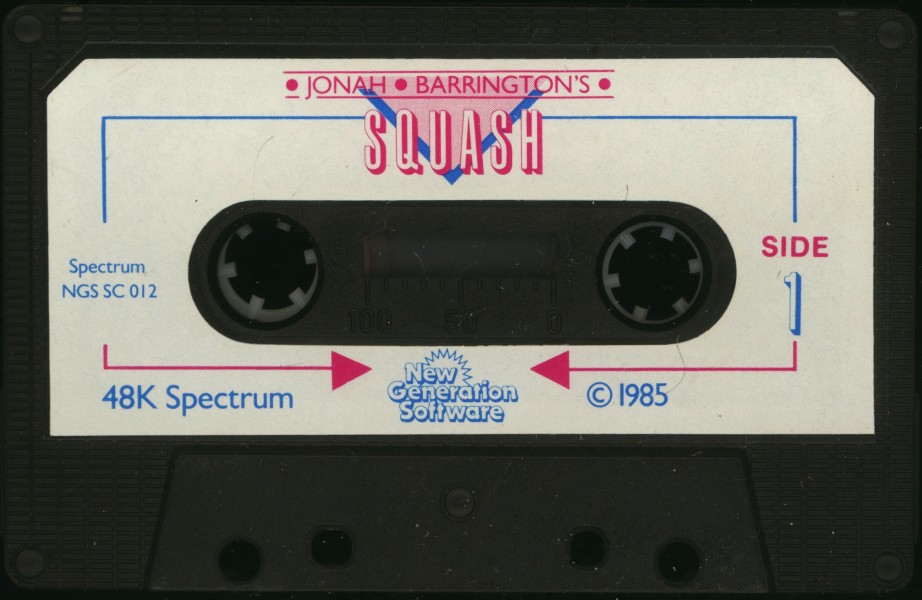 • JONAH • BARRINGTON'S •
SQUASH
Spectrum
NGS SC 012
SIDE
1
100 50 0
48K Spectrum
New
Generation
Software
© 1985